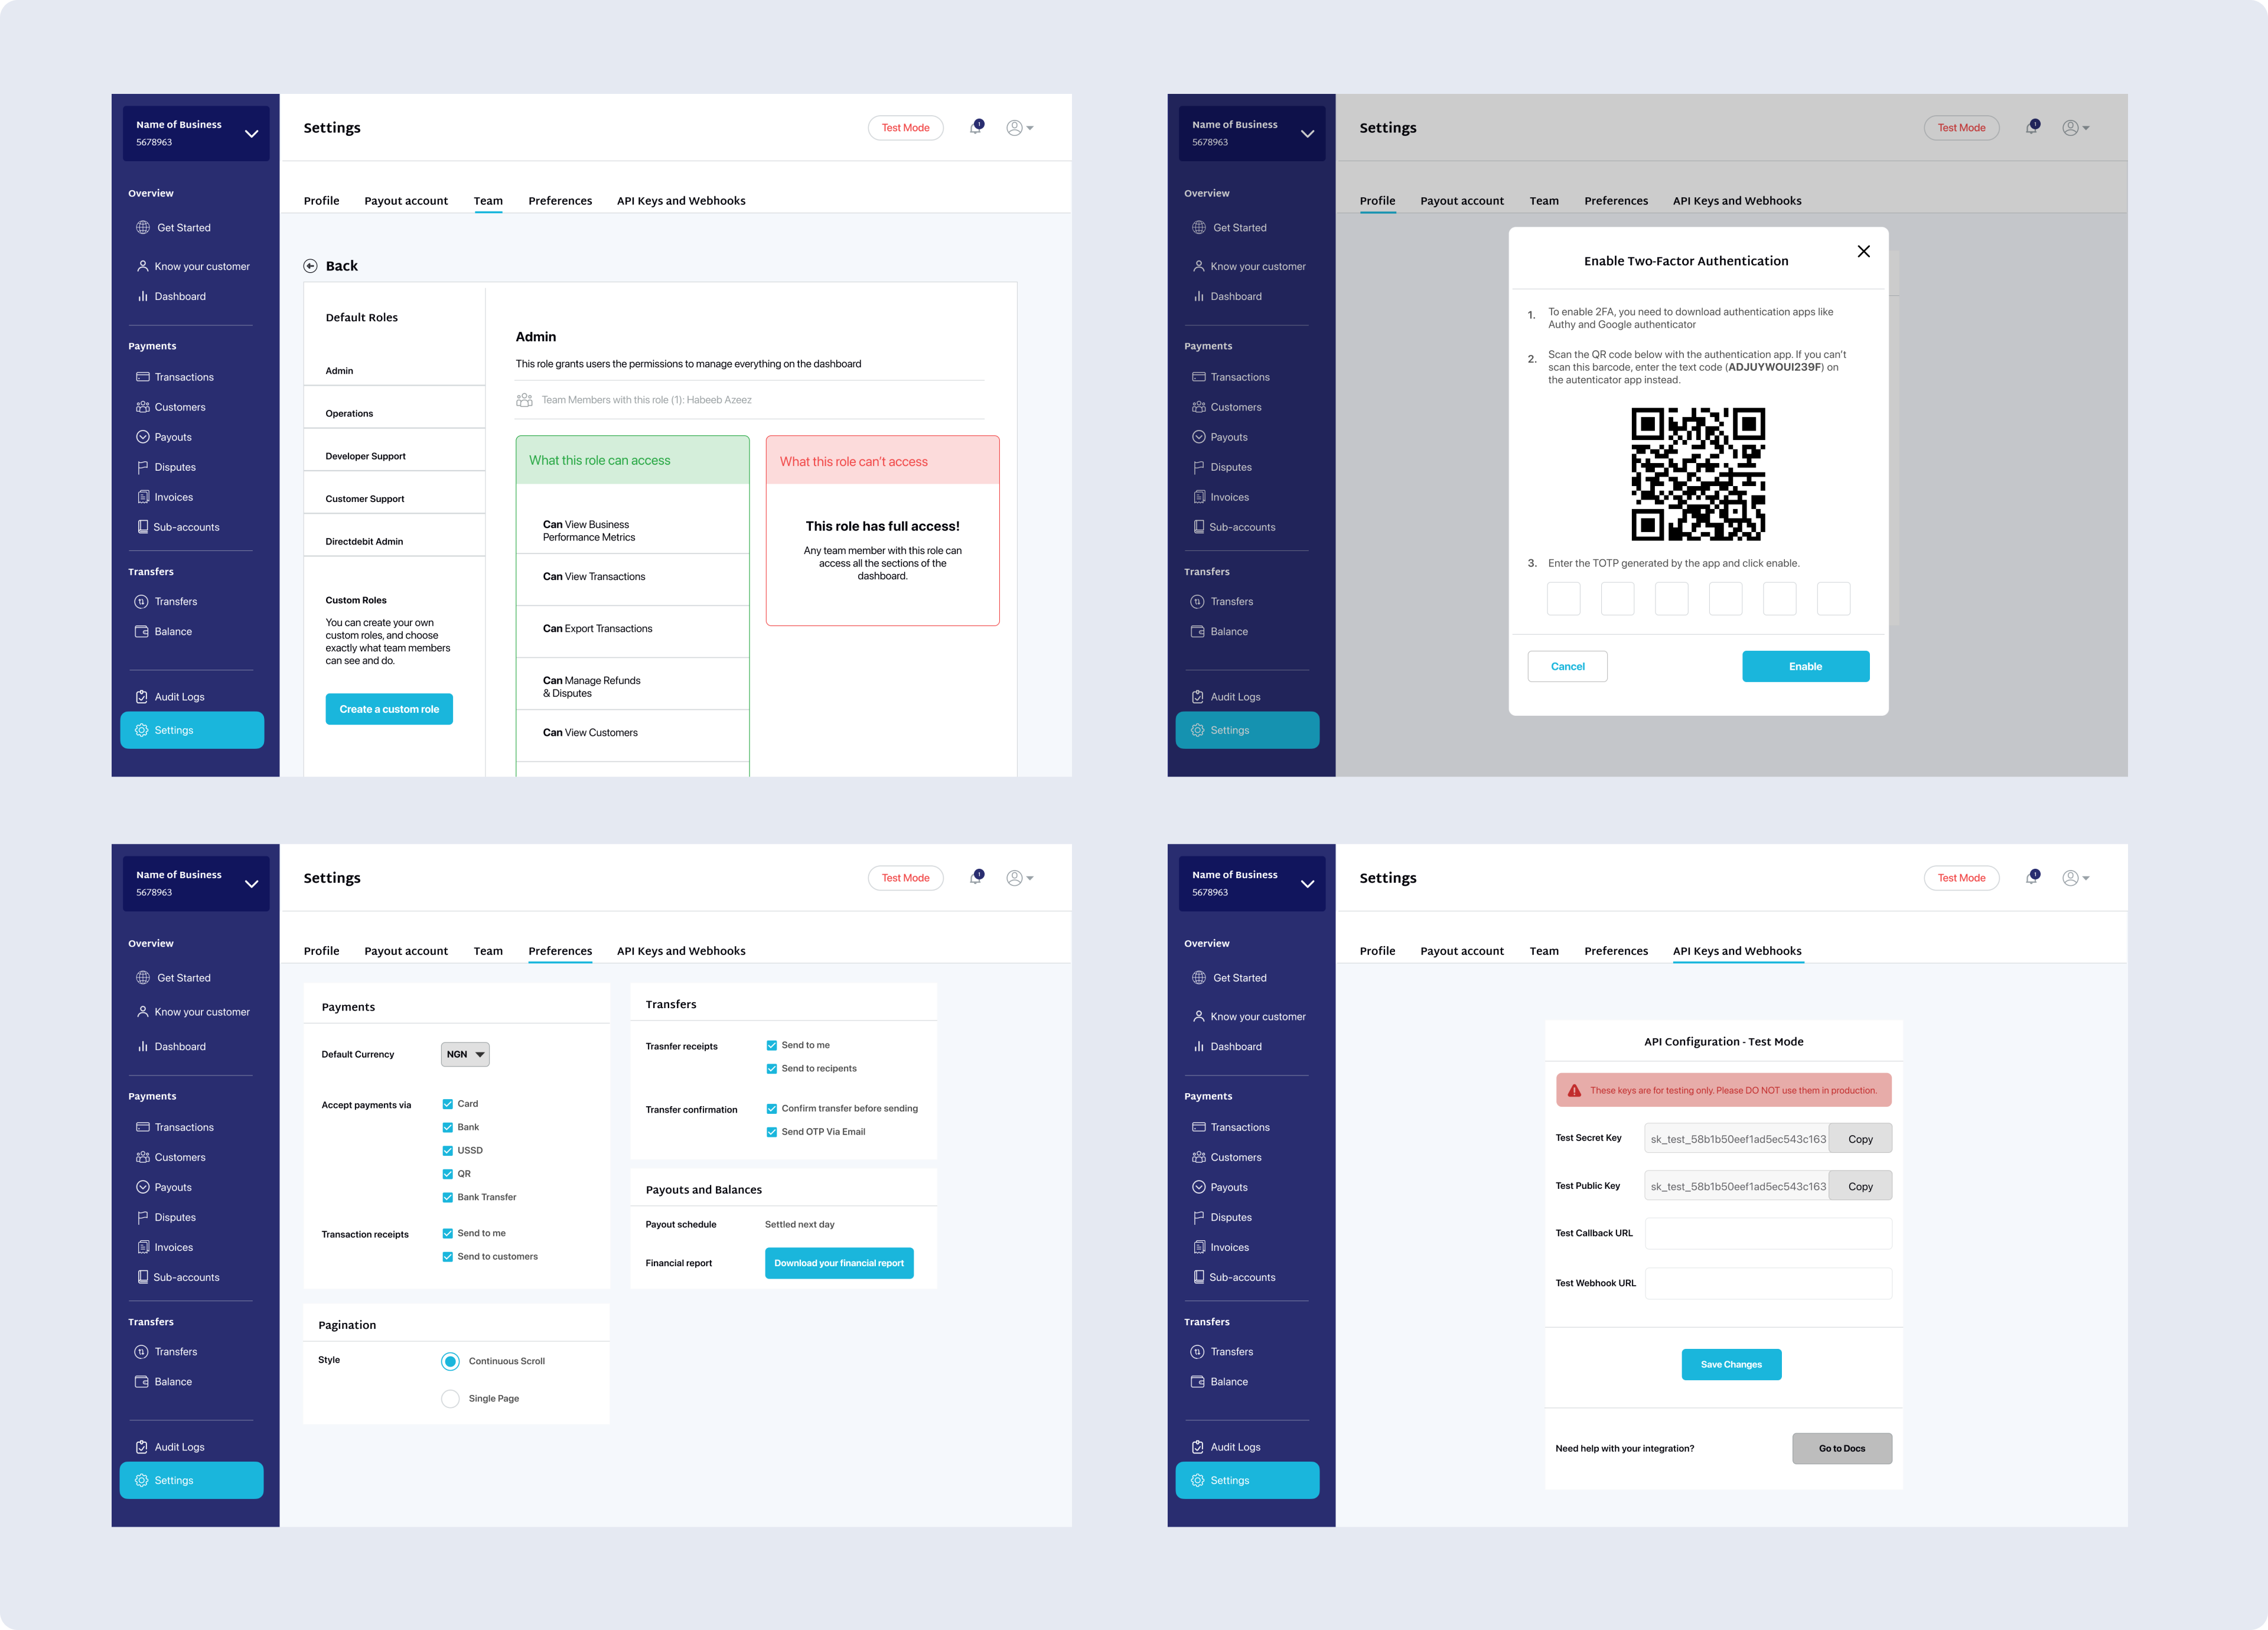 Name of Business
5678963
Overview
Get Started
Know your customer
Dashboard
Payments
Transactions
Customers
Payouts
Disputes
Invoices
Sub-accounts
Transfers
Transfers
Balance
Audit Logs
Settings
Settings
Test Mode
1
Profile
Payout account
Team
Preferences
API Keys and Webhooks
Back
Default Roles
Admin
Operations
Developer Support
Customer Support
Directdebit Admin
Custom Roles
You can create your own
custom roles, and choose
exactly what team members
can see and do.
Create a custom role
Admin
This role grants users the permissions to manage everything on the dashboard
Team Members with this role (1): Habeeb Azeez
What this role can access
Can View Business
Performance Metrics
Can View Transactions
Can Export Transactions
Can Manage Refunds
& Disputes
Can View Customers
What this role can't access
This role has full access!
Any team member with this role can
access all the sections of the
dashboard.
Name of Business
5678963
Overview
Get Started
Know your customer
Dashboard
Payments
Transactions
Customers
Payouts
Disputes
Invoices
Sub-accounts
Transfers
Transfers
Balance
Audit Logs
Settings
Settings
Test Mode
1
Profile
Payout account
Team
Preferences
API Keys and Webhooks
Enable Two-Factor Authentication
1. To enable 2FA, you need to download authentication apps like
Authy and Google authenticator
2. Scan the QR code below with the authentication app. If you can't
scan this barcode, enter the text code (ADJUYWOUI239F) on
the autenticator app instead.
3. Enter the TOTP generated by the app and click enable.
Cancel
Enable
Name of Business
5678963
Overview
Get Started
Know your customer
Dashboard
Payments
Transactions
Customers
Payouts
Disputes
Invoices
Sub-accounts
Transfers
Transfers
Balance
Audit Logs
Settings
Settings
Test Mode
1
Profile
Payout account
Team
Preferences
API Keys and Webhooks
Payments
Default Currency
NGN
Accept payments via
Card
Bank
USSD
QR
Bank Transfer
Transaction receipts
Send to me
Send to customers
Pagination
Style
Continuous Scroll
Single Page
Transfers
Trasnfer receipts
Send to me
Send to recipents
Transfer confirmation
Confirm transfer before sending
Send OTP Via Email
Payouts and Balances
Payout schedule
Settled next day
Financial report
Download your financial report
Name of Business
5678963
Overview
Get Started
Know your customer
Dashboard
Payments
Transactions
Customers
Payouts
Disputes
Invoices
Sub-accounts
Transfers
Transfers
Balance
Audit Logs
Settings
Settings
Test Mode
1
Profile
Payout account
Team
Preferences
API Keys and Webhooks
API Configuration - Test Mode
These keys are for testing only. Please DO NOT use them in production.
Test Secret Key
sk_test_58b1b50eef1ad5ec543c163
Copy
Test Public Key
sk_test_58b1b50eef1ad5ec543c163
Copy
Test Callback URL
Test Webhook URL
Save Changes
Need help with your integration?
Go to Docs